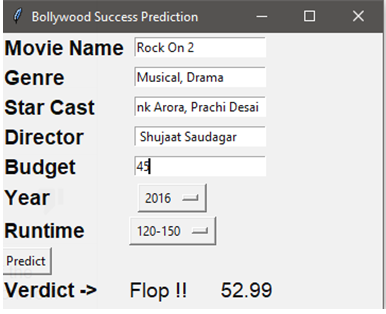 Bollywood Success Prediction
Movie Name Rock On 2
Genre Musical, Drama
Star Cast nk Arora, Prachi Desai
Director Shujaat Saudagar
Budget 45
Year 2016
Runtime 120-150
Predict
Verdict -> Flop !! 52.99